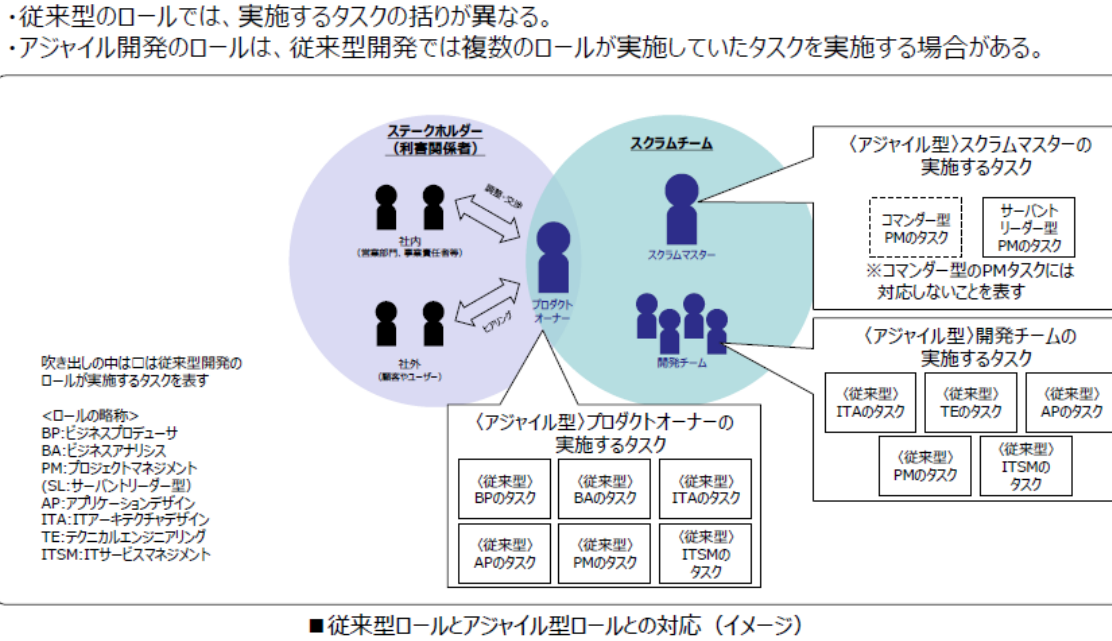 ・従来型のロールでは、実施するタスクの括りが異なる。
・アジャイル開発のロールは、従来型開発では複数のロールが実施していたタスクを実施する場合がある。
ステークホルダー
（利害関係者）
調整・交渉
社内
（営業部門、事業責任者等）
ヒアリング
社外
（顧客やユーザー）
プロダクト
オーナー
スクラムチーム
スクラムマスター
開発チーム
〈アジャイル型〉スクラムマスターの
実施するタスク
コマンダー型
PMのタスク
サーバント
リーダー型
PMのタスク
※コマンダー型のPMタスクには
対応しないことを表す
〈アジャイル型〉開発チームの
実施するタスク
〈従来型〉
ITAのタスク
〈従来型〉
TEのタスク
〈従来型〉
APのタスク
〈従来型〉
PMのタスク
〈従来型〉
ITSMの
タスク
〈アジャイル型〉プロダクトオーナーの
実施するタスク
〈従来型〉
BPのタスク
〈従来型〉
BAのタスク
〈従来型〉
ITAのタスク
〈従来型〉
APのタスク
〈従来型〉
PMのタスク
〈従来型〉
ITSMの
タスク
吹き出しの中は□は従来型開発の
ロールが実施するタスクを表す
<ロールの略称>
BP:ビジネスプロデューサ
BA:ビジネスアナリシス
PM:プロジェクトマネジメント
(SL:サーバントリーダー型)
AP:アプリケーションデザイン
ITA:ITアーキテクチャデザイン
TE:テクニカルエンジニアリング
ITSM:ITサービスマネジメント
■従来型ロールとアジャイル型ロールとの対応（イメージ）